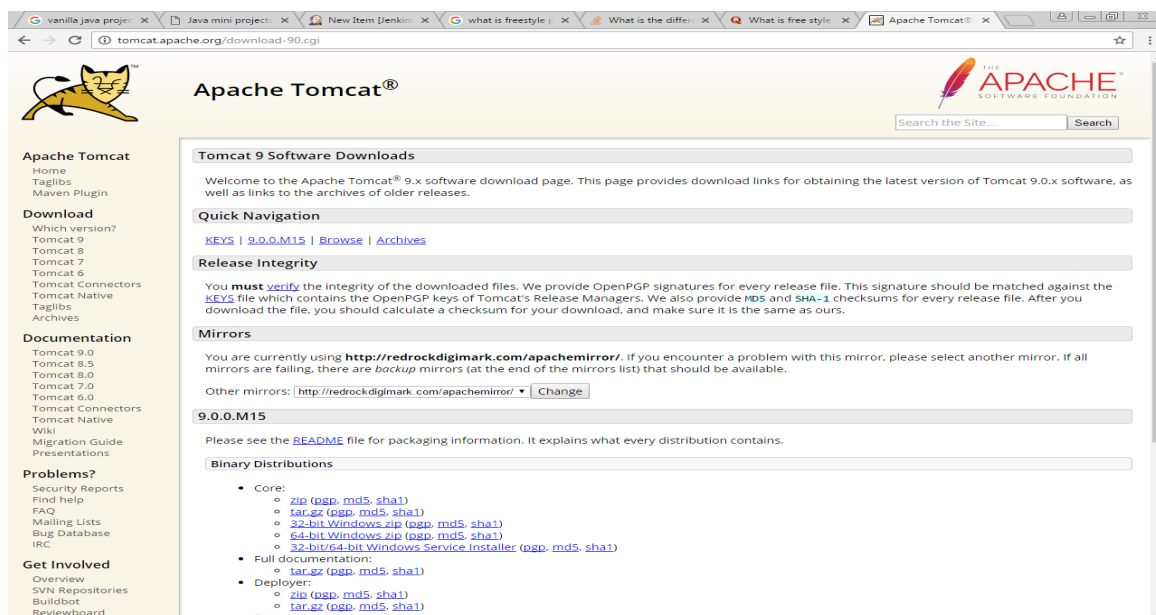 vanilla java projec
Java mini projects
New Item [Jenkin
what is freestyle p
What is the differ
What is free style
Apache Tomcat®
tomcat.apache.org/download-90.cgi
TM
Apache Tomcat®
THE
APACHE
SOFTWARE FOUNDATION
Search the Site...
Search
Apache Tomcat
Home
Taglibs
Maven Plugin
Download
Which version?
Tomcat 9
Tomcat 8
Tomcat 7
Tomcat 6
Tomcat Connectors
Tomcat Native
Taglibs
Archives
Documentation
Tomcat 9.0
Tomcat 8.5
Tomcat 8.0
Tomcat 7.0
Tomcat 6.0
Tomcat Connectors
Tomcat Native
Wiki
Migration Guide
Presentations
Problems?
Security Reports
Find help
FAQ
Mailing Lists
Bug Database
IRC
Get Involved
Overview
SVN Repositories
Buildbot
Reviewboard
Tomcat 9 Software Downloads
Welcome to the Apache Tomcat® 9.x software download page. This page provides download links for obtaining the latest version of Tomcat 9.0.x software, as
well as links to the archives of older releases.
Quick Navigation
KEYS | 9.0.0.M15 | Browse | Archives
Release Integrity
You must verify the integrity of the downloaded files. We provide OpenPGP signatures for every release file. This signature should be matched against the
KEYS file which contains the OpenPGP keys of Tomcat's Release Managers. We also provide MD5 and SHA-1 checksums for every release file. After you
download the file, you should calculate a checksum for your download, and make sure it is the same as ours.
Mirrors
You are currently using http://redrockdigimark.com/apachemirror/. If you encounter a problem with this mirror, please select another mirror. If all
mirrors are failing, there are backup mirrors (at the end of the mirrors list) that should be available.
Other mirrors: http://redrockdigimark.com/apachemirror/ Change
9.0.0.M15
Please see the README file for packaging information. It explains what every distribution contains.
Binary Distributions
• Core:
◦ zip (pgp, md5, sha1)
◦ tar.gz (pgp, md5, sha1)
◦ 32-bit Windows zip (pgp, md5, sha1)
◦ 64-bit Windows zip (pgp, md5, sha1)
◦ 32-bit/64-bit Windows Service Installer (pgp, md5, sha1)
• Full documentation:
◦ tar.gz (pgp, md5, sha1)
• Deployer:
◦ zip (pgp, md5, sha1)
◦ tar.gz (pgp, md5, sha1)